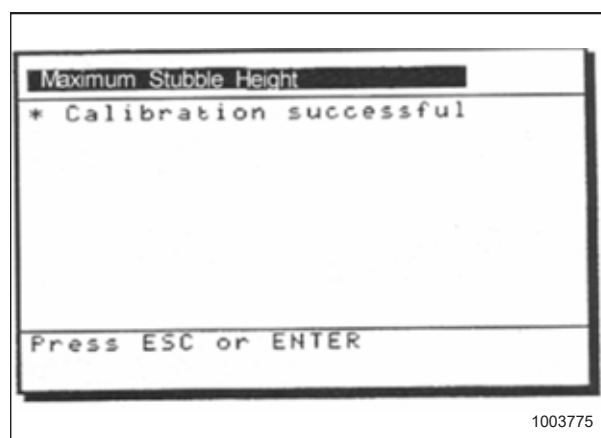 Maximum Stubble Height
* Calibration successful
Press ESC or ENTER
1003775